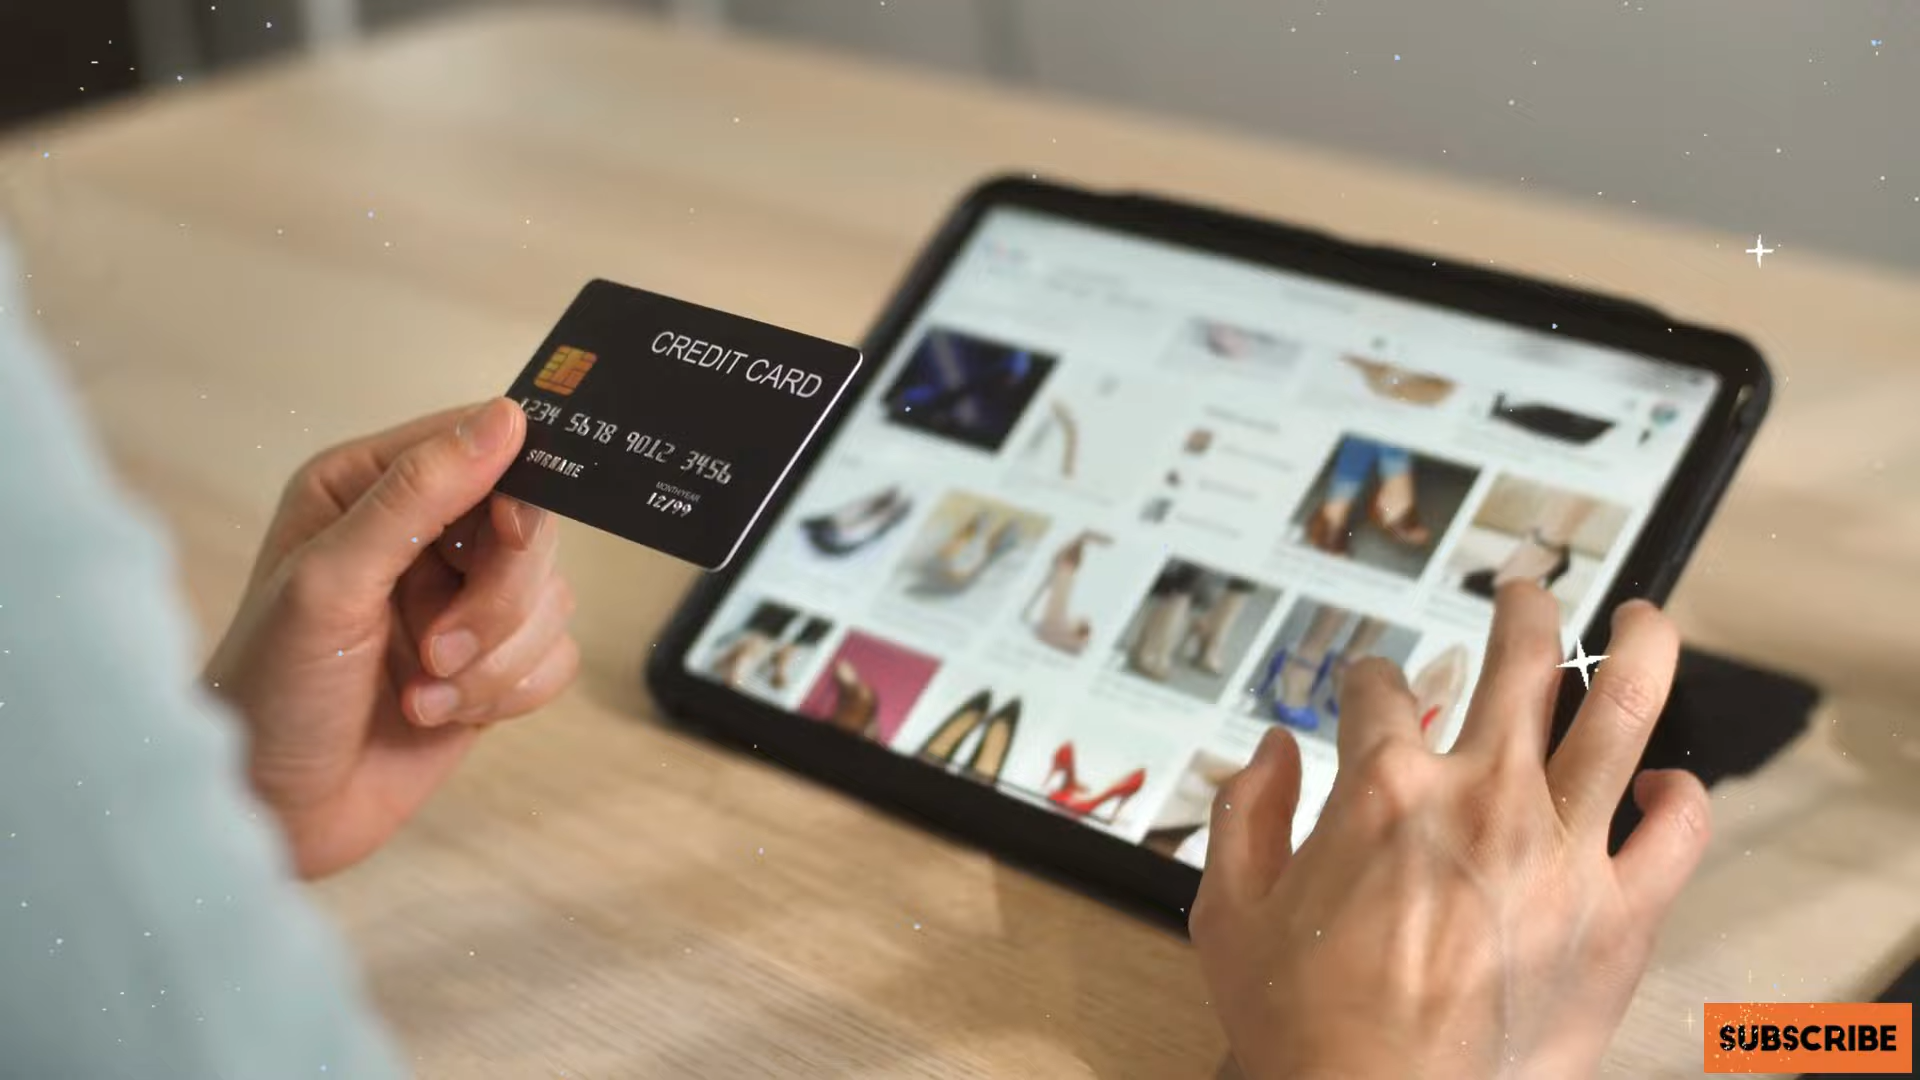 CREDIT CARD
1234 5678 9012 3456
SURNAME
MONTH/YEAR
12/99
SUBSCRIBE